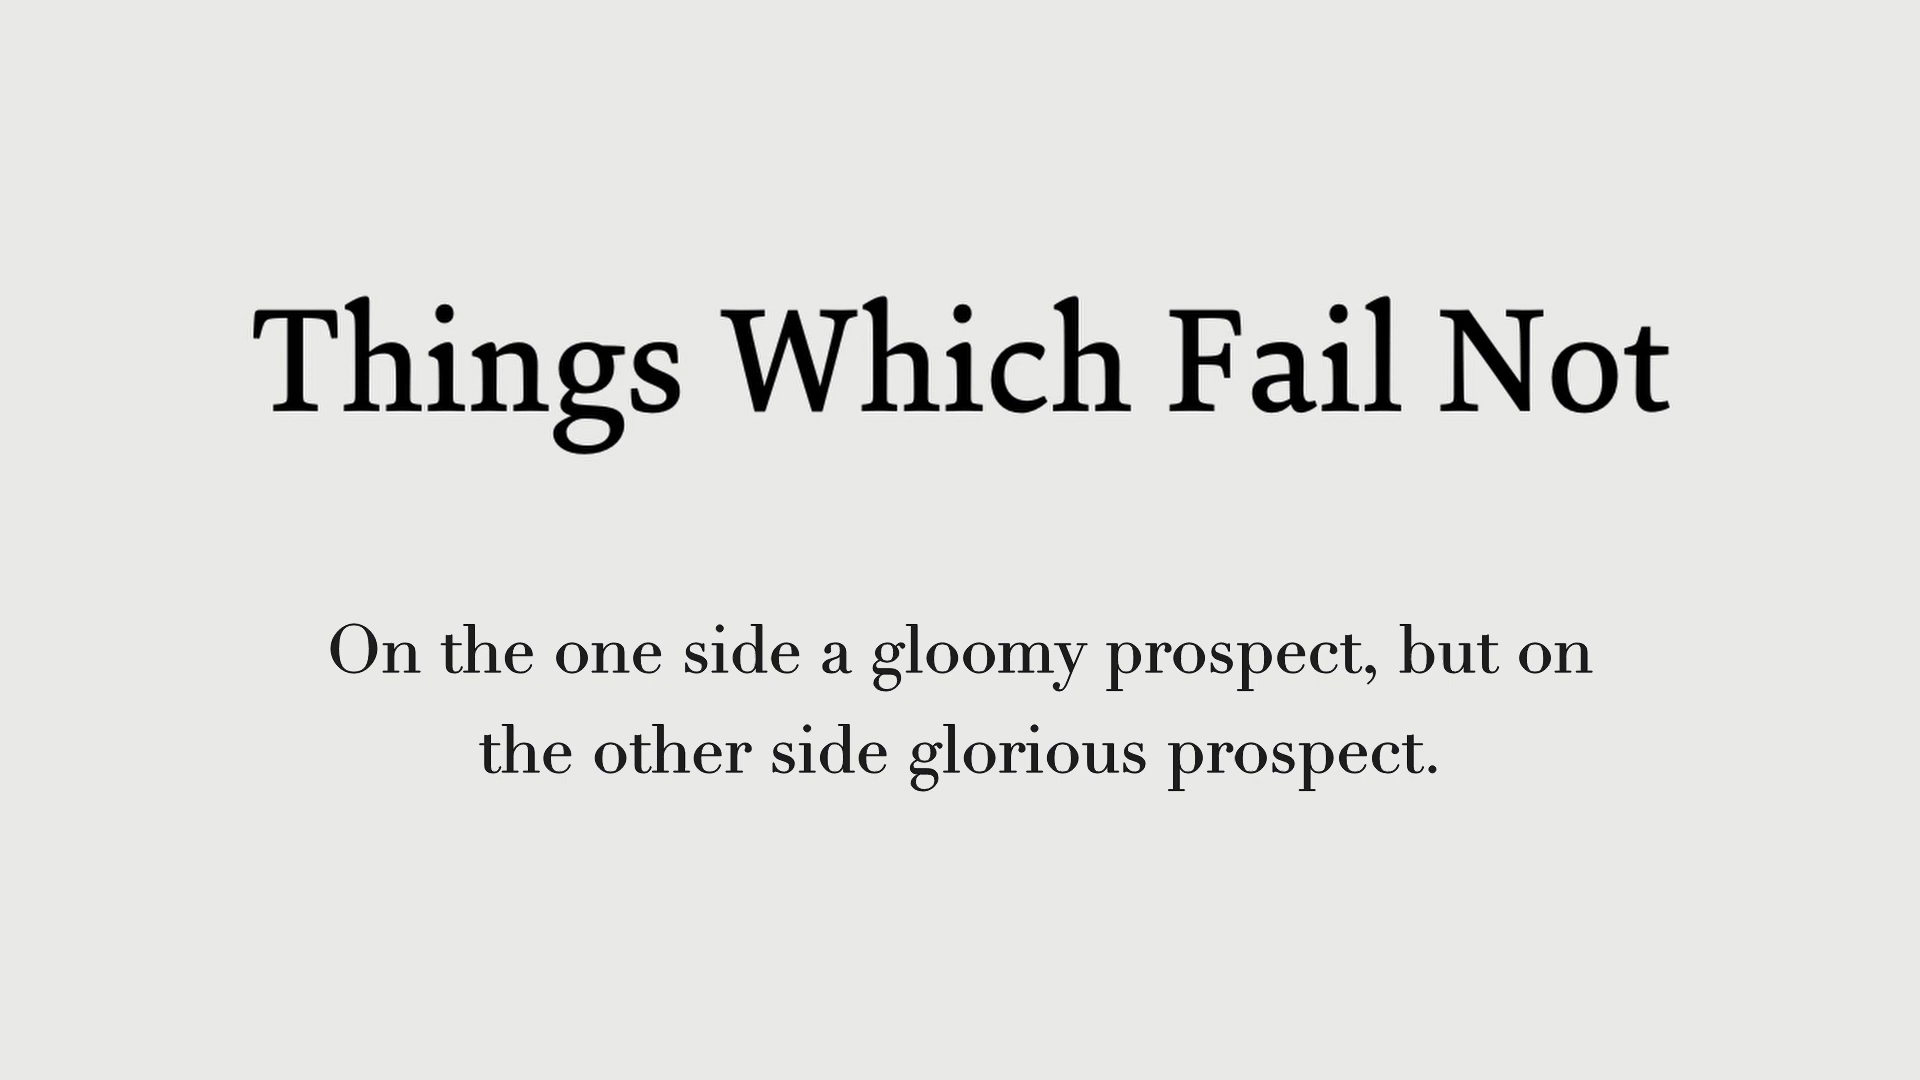 Things Which Fail Not
On the one side a gloomy prospect, but on
the other side glorious prospect.